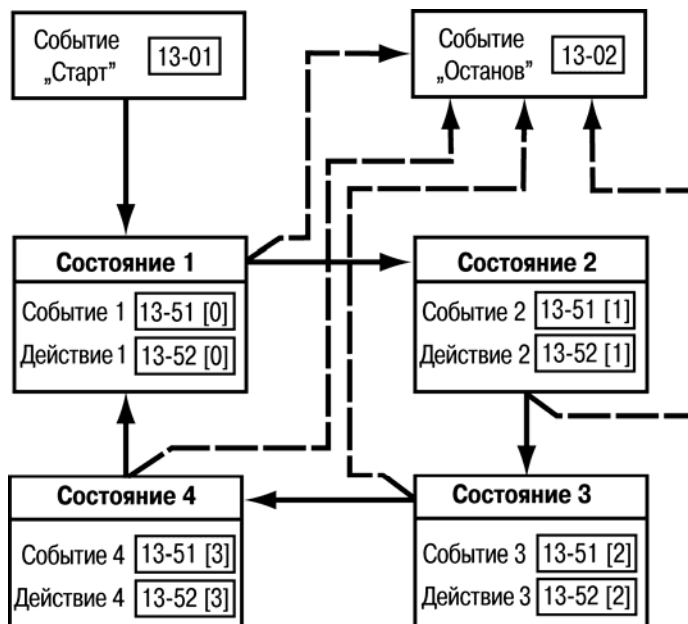 Событие
„Старт”
13-01
Событие
„Останов”
13-02
Состояние 1
Событие 1 13-51 [0]
Действие 1 13-52 [0]
Состояние 2
Событие 2 13-51 [1]
Действие 2 13-52 [1]
Состояние 4
Событие 4 13-51 [3]
Действие 4 13-52 [3]
Состояние 3
Событие 3 13-51 [2]
Действие 3 13-52 [2]